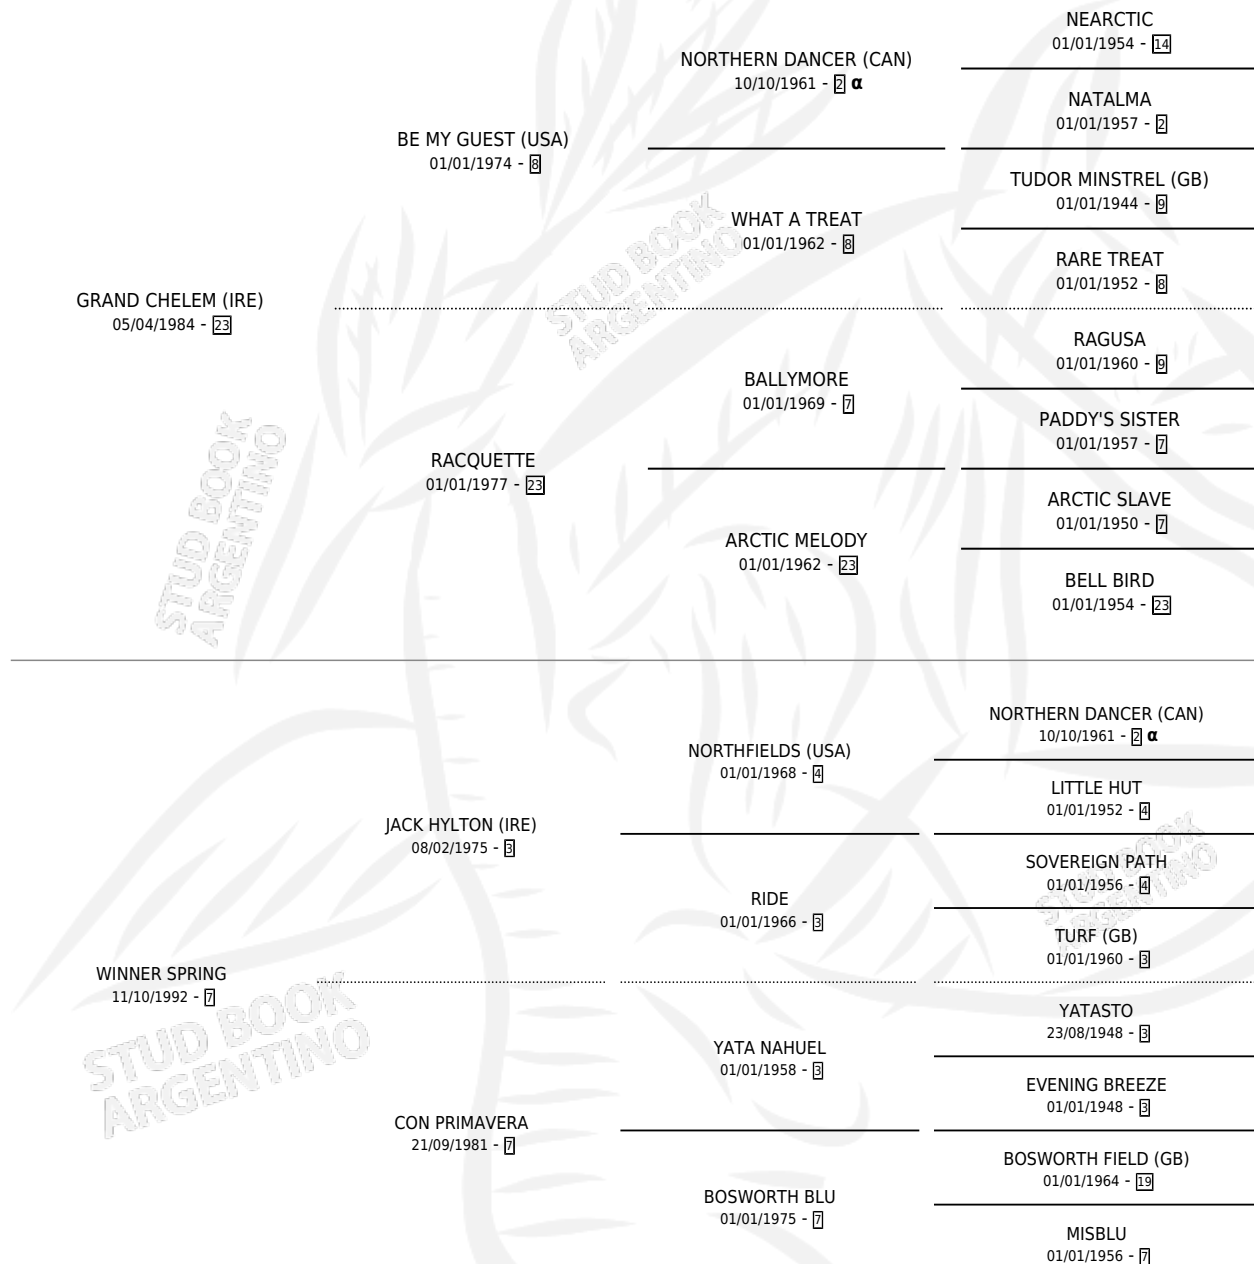 NEARCTIC
01/01/1954 - 14
NORTHERN DANCER (CAN)
10/10/1961 - 2 α
NATALMA
01/01/1957 - 2
BE MY GUEST (USA)
01/01/1974 - 8
TUDOR MINSTREL (GB)
01/01/1944 - 9
WHAT A TREAT
01/01/1962 - 8
RARE TREAT
01/01/1952 - 8
GRAND CHELEM (IRE)
05/04/1984 - 23
RAGUSA
01/01/1960 - 9
BALLYMORE
01/01/1969 - 7
PADDY'S SISTER
01/01/1957 - 7
RACQUETTE
01/01/1977 - 23
ARCTIC SLAVE
01/01/1950 - 7
ARCTIC MELODY
01/01/1962 - 23
BELL BIRD
01/01/1954 - 23
NORTHERN DANCER (CAN)
10/10/1961 - 2 α
NORTHFIELDS (USA)
01/01/1968 - 4
LITTLE HUT
01/01/1952 - 4
JACK HYLTON (IRE)
08/02/1975 - 3
SOVEREIGN PATH
01/01/1956 - 4
RIDE
01/01/1966 - 3
TURF (GB)
01/01/1960 - 3
WINNER SPRING
11/10/1992 - 7
YATASTO
23/08/1948 - 3
YATA NAHUEL
01/01/1958 - 3
EVENING BREEZE
01/01/1948 - 3
CON PRIMAVERA
21/09/1981 - 7
BOSWORTH FIELD (GB)
01/01/1964 - 19
BOSWORTH BLU
01/01/1975 - 7
MISBLU
01/01/1956 - 7
STUD BOOK
ARGENTINO
STUD BOOK
ARGENTINO
STUD BOOK
ARGENTINO
STUD BOOK
ARGENTINO